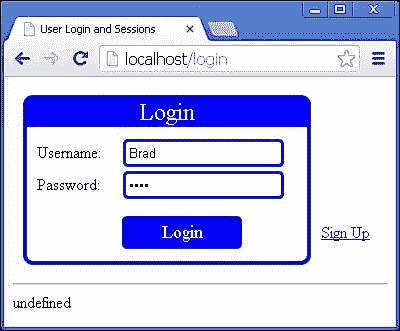 User Login and Sessions
localhost/login
Login
Username: Brad
Password: ••••
Login
Sign Up
undefined